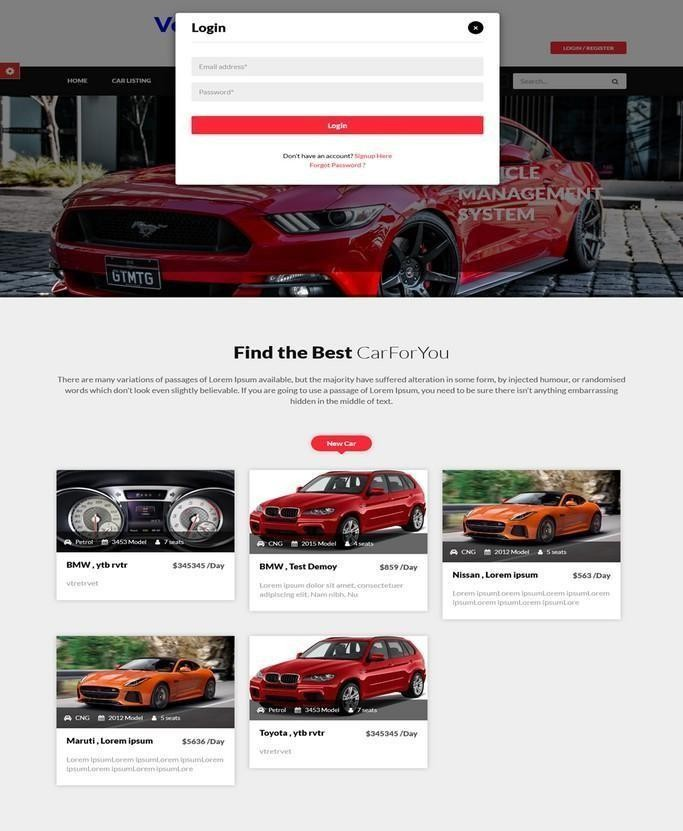 Login
Email address*
Password*
Login
Don't have an account? Signup Here
Forgot Password ?
LOGIN / REGISTER
HOME
CAR LISTING
Search...
MANAGEMENT
SYSTEM
GTMTG
Find the Best CarForYou
There are many variations of passages of Lorem Ipsum available, but the majority have suffered alteration in some form, by injected humour, or randomised
words which don't look even slightly believable. If you are going to use a passage of Lorem Ipsum, you need to be sure there isn't anything embarrassing
hidden in the middle of text.
New Car
Petrol 3453 Model 7 seats
BMW , ytb rvtr $345345 /Day
vtretrvet
CNG 2015 Model 4 seats
BMW , Test Demoy $859 /Day
Lorem ipsum dolor sit amet, consectetuer
adipiscing elit. Nam nibh. Nu
CNG 2012 Model 5 seats
Nissan , Lorem ipsum $563 /Day
Lorem ipsumLorem ipsumLorem ipsumLorem
ipsumLorem ipsumLorem ipsumLore
CNG 2012 Model 5 seats
Maruti , Lorem ipsum $5636 /Day
Lorem ipsumLorem ipsumLorem ipsumLorem
ipsumLorem ipsumLorem ipsumLore
Petrol 3453 Model 7 seats
Toyota , ytb rvtr $345345 /Day
vtretrvet